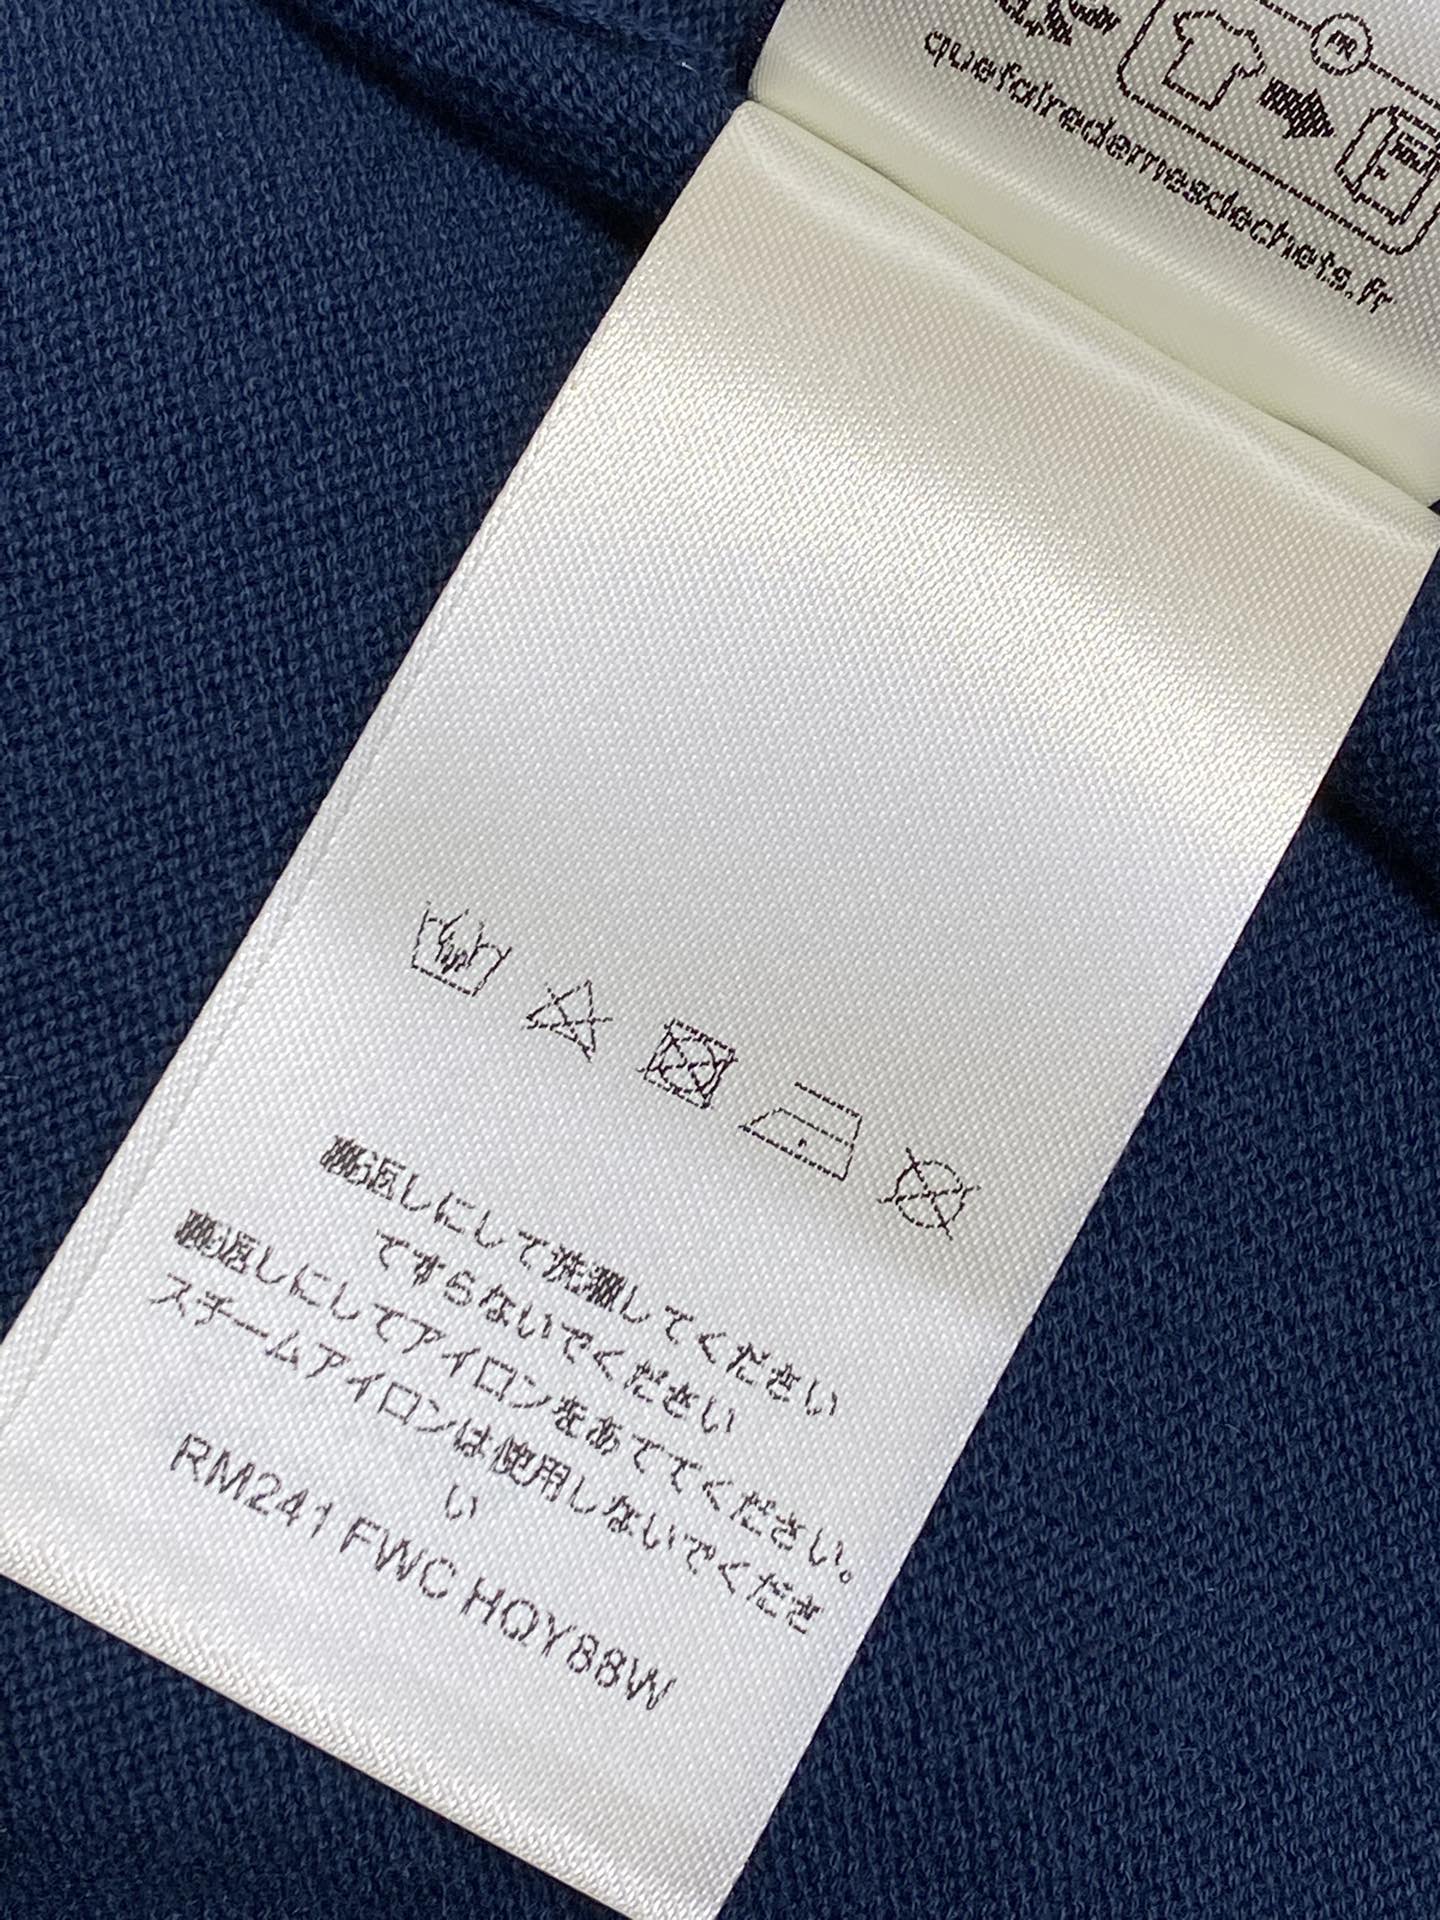 FR
quefairedemesdechets.fr
裏返しにして洗濯してください
てすらないでください
裏返しにしてアイロンをあててください。
スチームアイロンは使用しないでくださ
い
RM241 FWC HQY88W